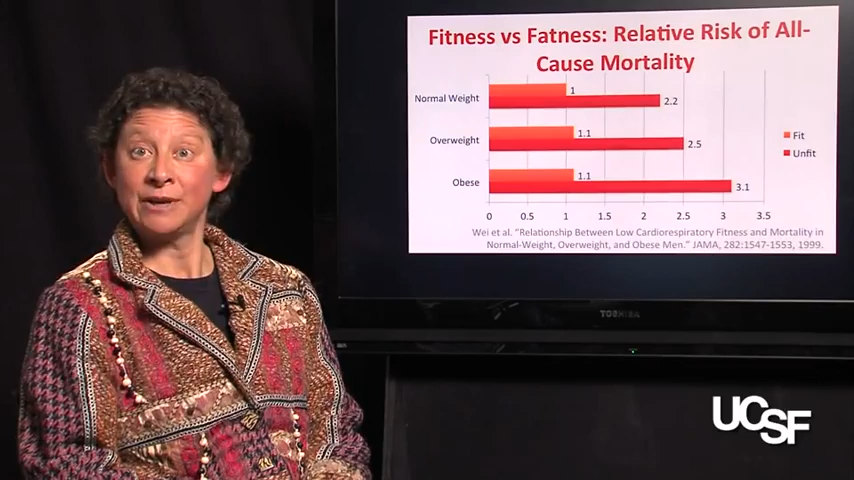 Fitness vs Fatness: Relative Risk of All-
Cause Mortality
Normal Weight
1
2.2
Overweight
1.1
2.5
Obese
1.1
3.1
Fit
Unfit
0 0.5 1 1.5 2 2.5 3 3.5
Wei et al. "Relationship Between Low Cardiorespiratory Fitness and Mortality in
Normal-Weight, Overweight, and Obese Men." JAMA, 282:1547-1553, 1999.
TOSHIBA
UCSF